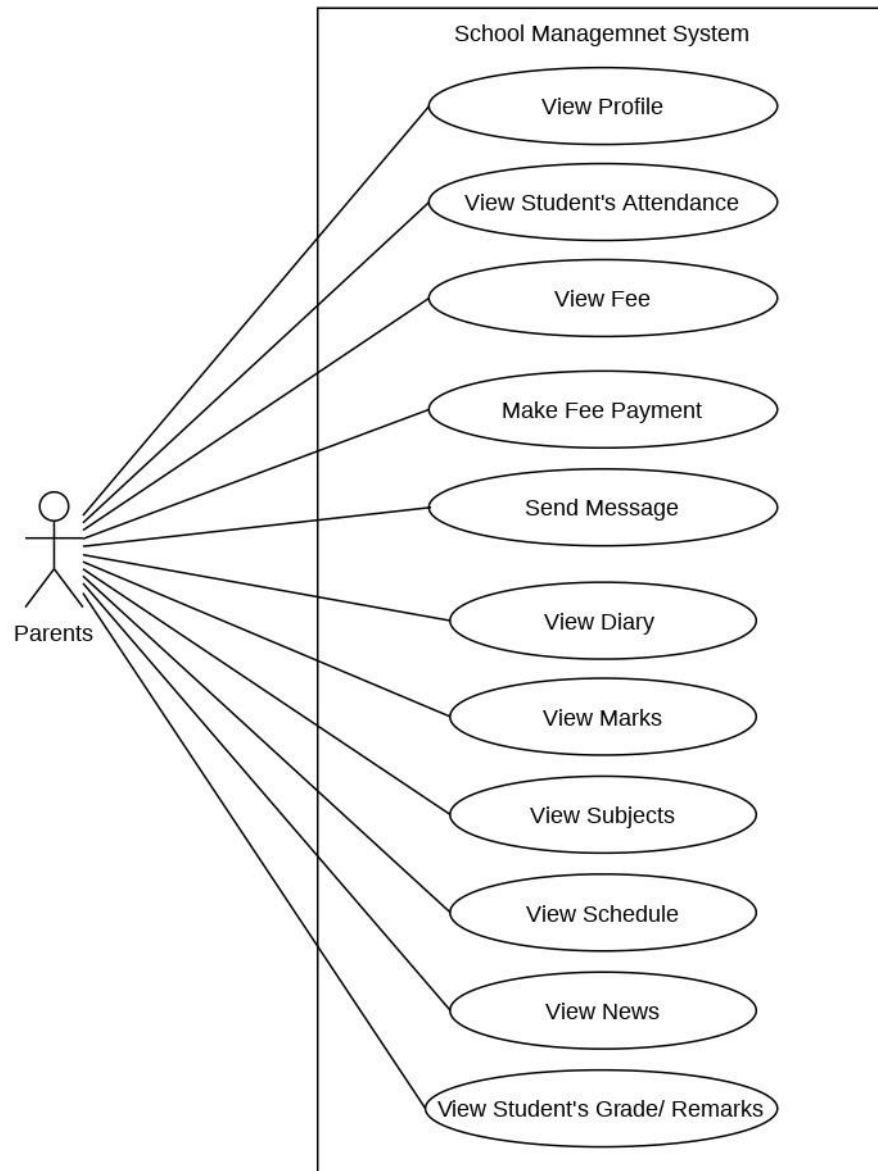 School Managemnet System
View Profile
View Student's Attendance
View Fee
Make Fee Payment
Send Message
Parents
View Diary
View Marks
View Subjects
View Schedule
View News
View Student's Grade/ Remarks